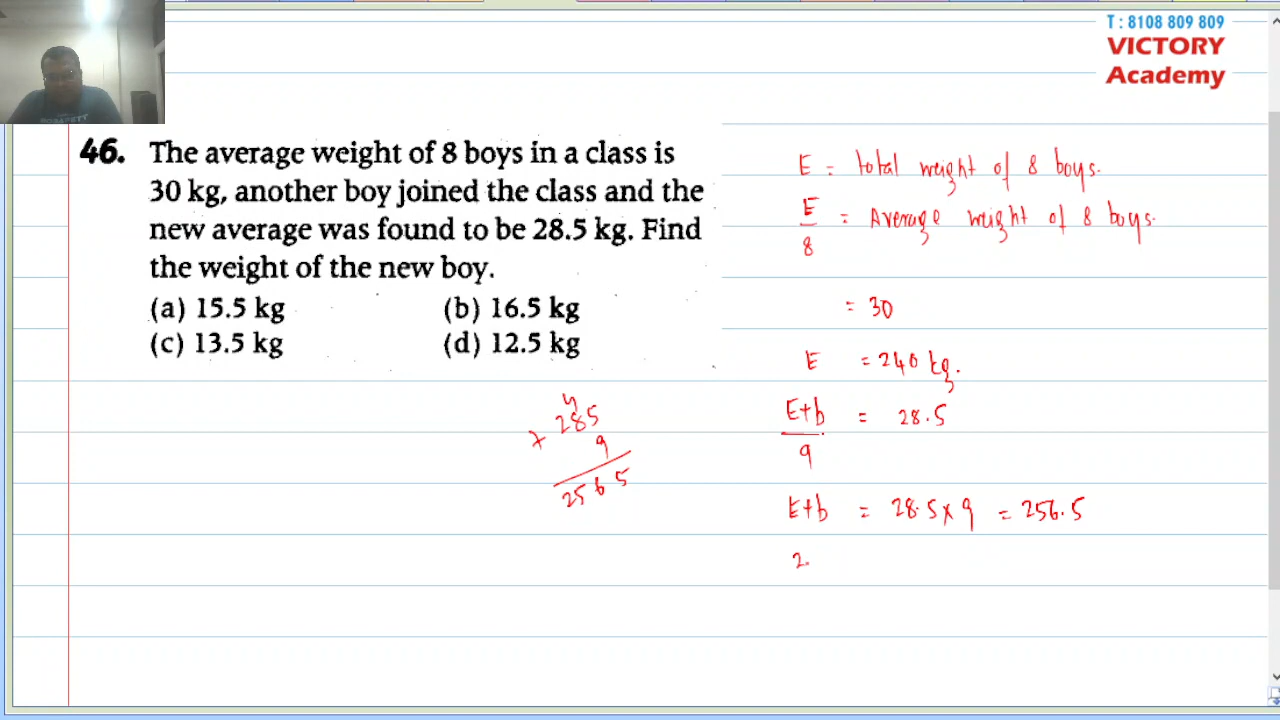 T : 8108 809 809
VICTORY
Academy
46. The average weight of 8 boys in a class is
30 kg, another boy joined the class and the
new average was found to be 28.5 kg. Find
the weight of the new boy.
(a) 15.5 kg (b) 16.5 kg
(c) 13.5 kg (d) 12.5 kg
4
285
× 9
2565
E = total weight of 8 boys.
E/8 = Average weight of 8 boys.
= 30
E = 240 kg.
E+b/9 = 28.5
E+b = 28.5 × 9 = 256.5
2.